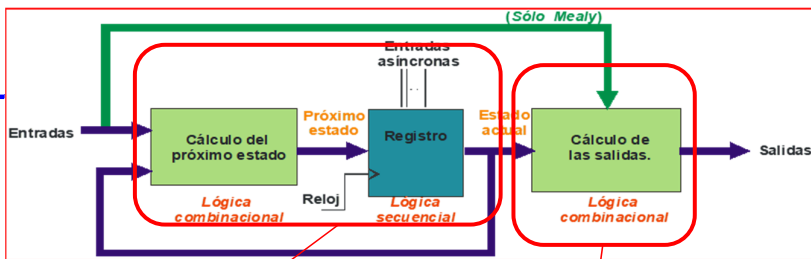 (Sólo Mealy)
Entradas
asíncronas
Entradas
Cálculo del
próximo estado
Próximo
estado
Registro
Estado
actual
Cálculo de
las salidas.
Salidas
Reloj
Lógica
combinacional
Lógica
secuencial
Lógica
combinacional